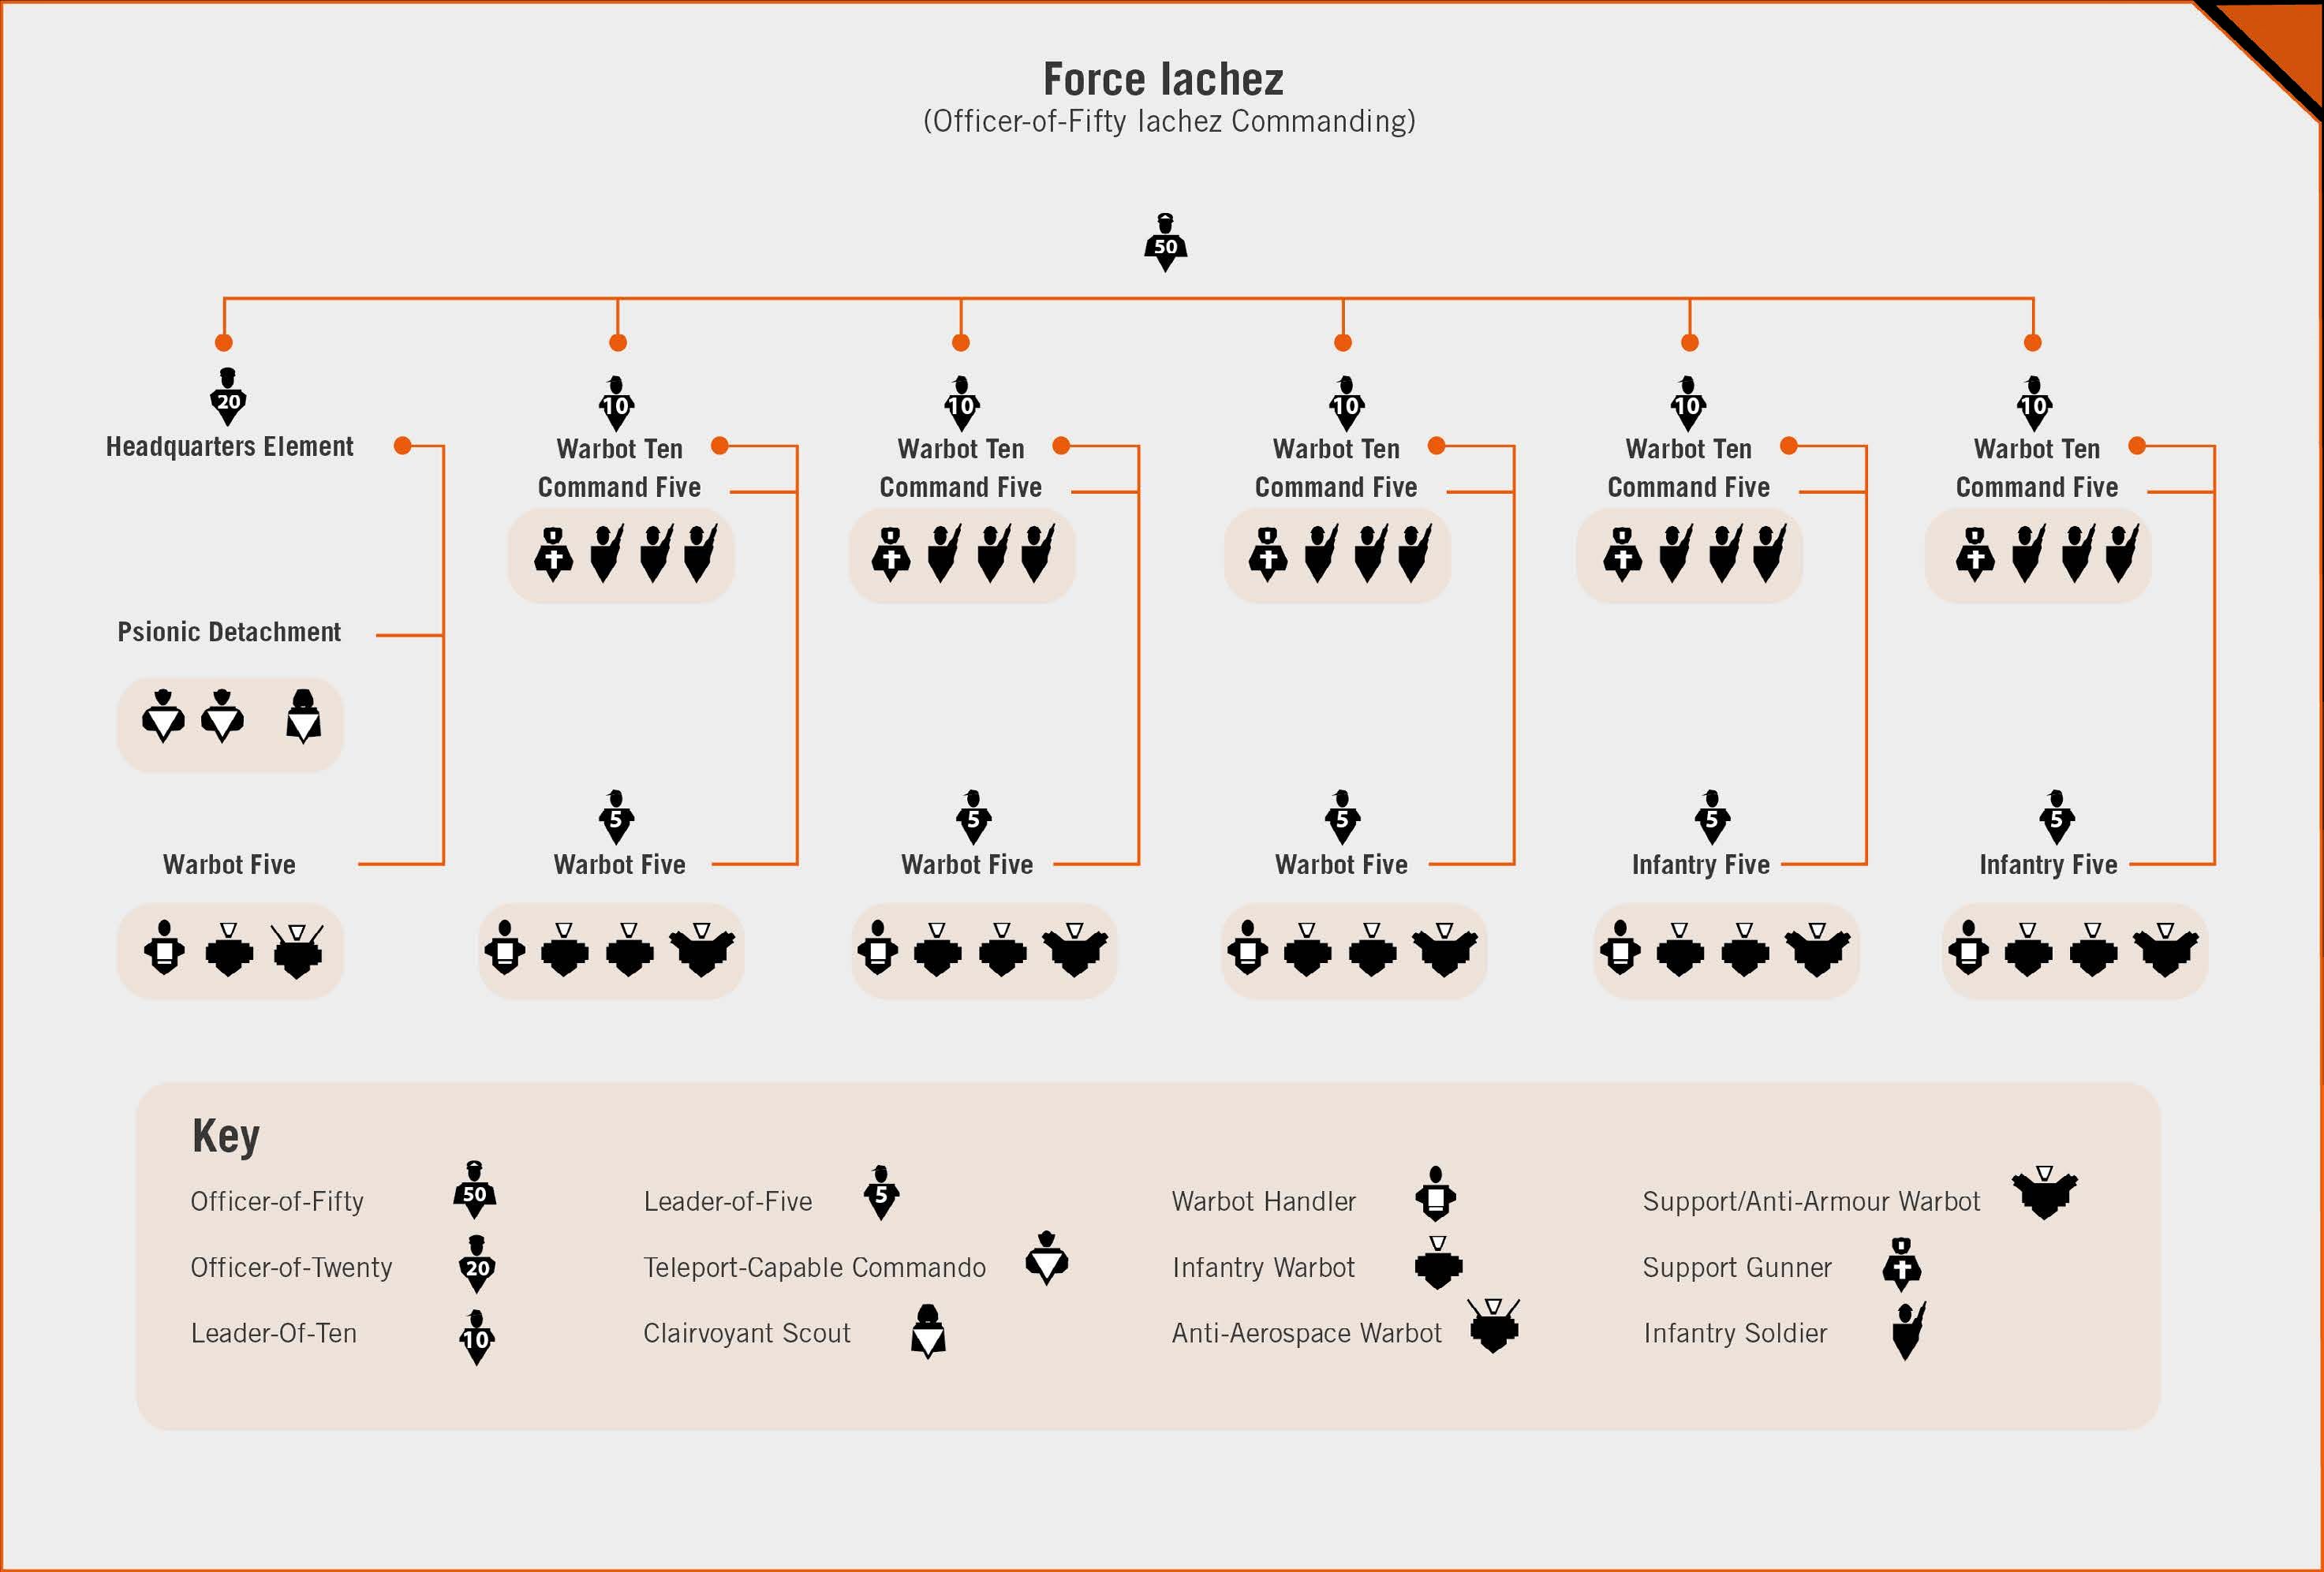 Force Iachez
(Officer-of-Fifty Iachez Commanding)
50
20
10
10
10
10
10
Headquarters Element
Warbot Ten
Warbot Ten
Warbot Ten
Warbot Ten
Warbot Ten
Command Five
Command Five
Command Five
Command Five
Command Five
Psionic Detachment
5
5
5
5
5
Warbot Five
Warbot Five
Warbot Five
Warbot Five
Infantry Five
Infantry Five
Key
Officer-of-Fifty
50
Leader-of-Five
5
Warbot Handler
Support/Anti-Armour Warbot
Officer-of-Twenty
20
Teleport-Capable Commando
Infantry Warbot
Support Gunner
Leader-Of-Ten
10
Clairvoyant Scout
Anti-Aerospace Warbot
Infantry Soldier